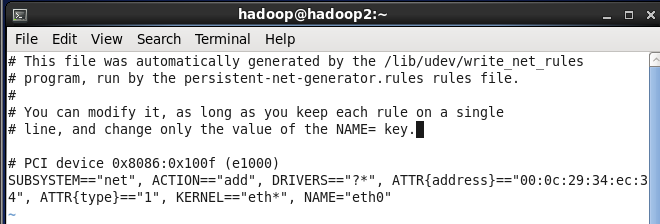 hadoop@hadoop2:~
File Edit View Search Terminal Help
# This file was automatically generated by the /lib/udev/write_net_rules
# program, run by the persistent-net-generator.rules rules file.
#
# You can modify it, as long as you keep each rule on a single
# line, and change only the value of the NAME= key.
# PCI device 0x8086:0x100f (e1000)
SUBSYSTEM=="net", ACTION=="add", DRIVERS=="?*", ATTR{address}=="00:0c:29:34:ec:3
4", ATTR{type}=="1", KERNEL=="eth*", NAME="eth0"
~